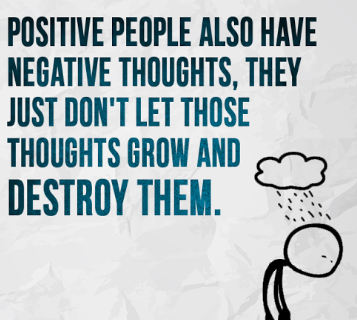 POSITIVE PEOPLE ALSO HAVE
NEGATIVE THOUGHTS, THEY
JUST DON'T LET THOSE
THOUGHTS GROW AND
DESTROY THEM.